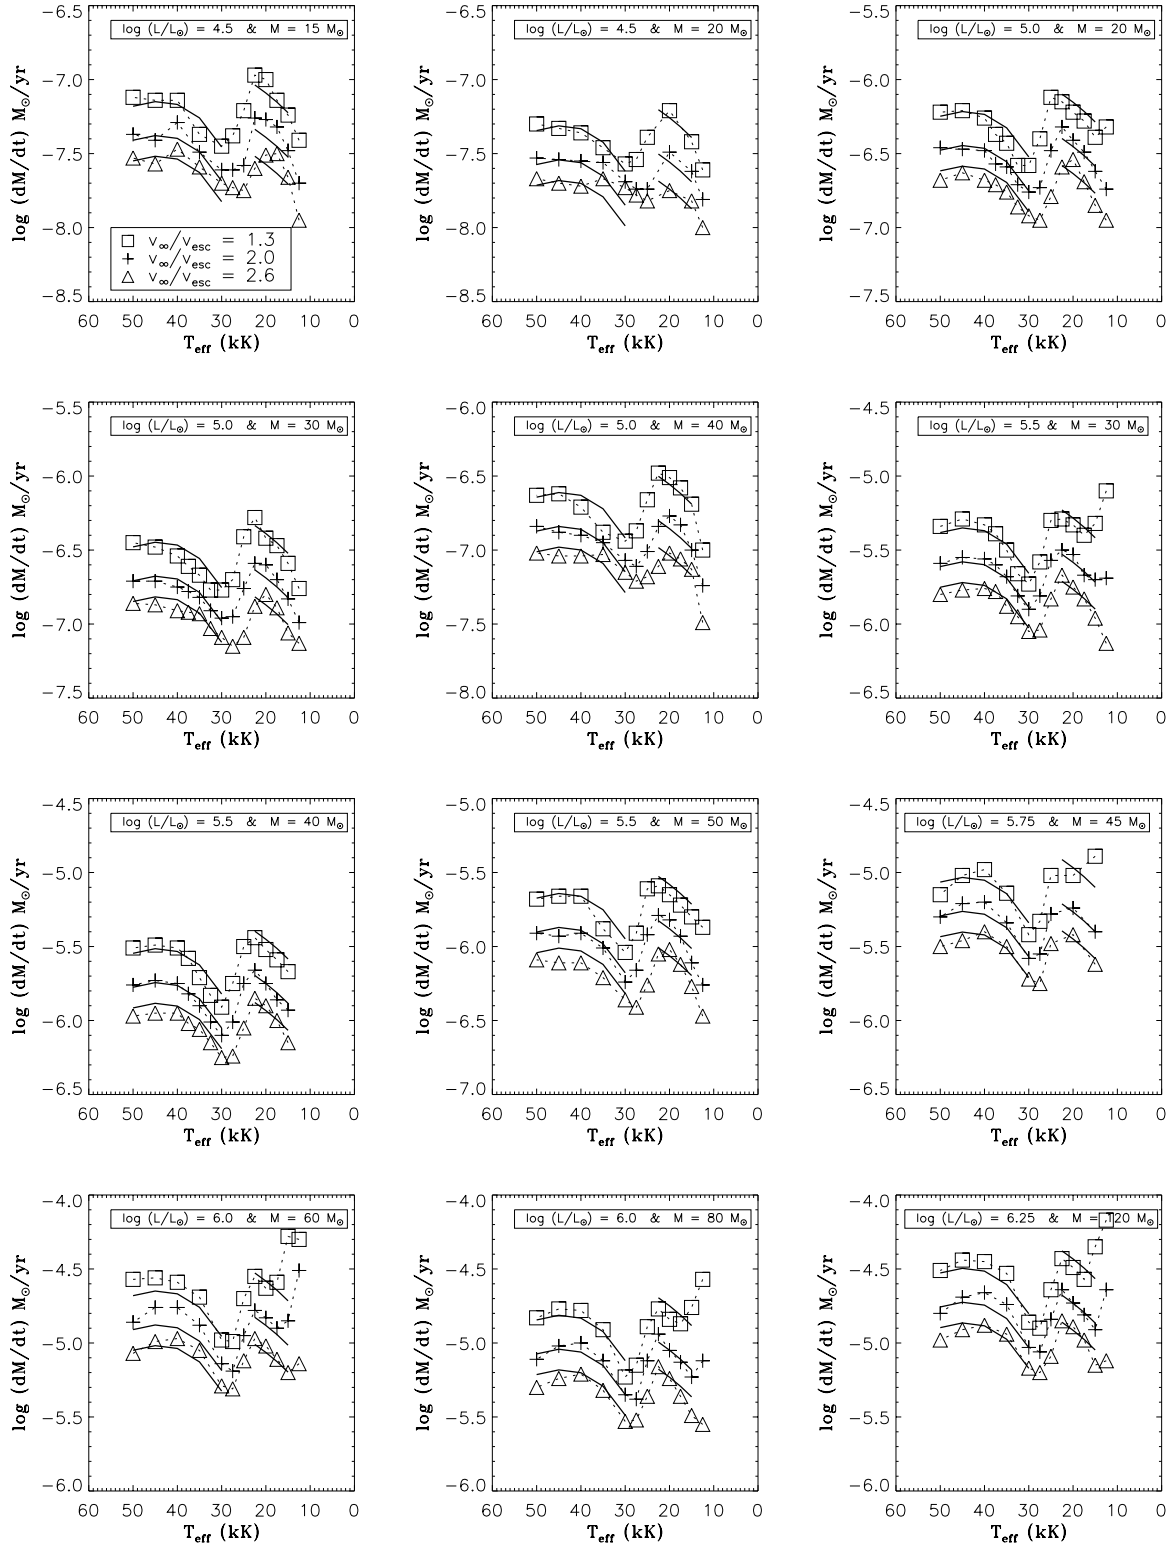 log (L/L☉) = 4.5 & M = 15 M☉
log (dM/dt) M☉/yr
−6.5
−7.0
−7.5
−8.0
−8.5
v∞/vesc = 1.3
v∞/vesc = 2.0
v∞/vesc = 2.6
60 50 40 30 20 10 0
Teff (kK)
log (L/L☉) = 4.5 & M = 20 M☉
log (dM/dt) M☉/yr
−6.5
−7.0
−7.5
−8.0
−8.5
60 50 40 30 20 10 0
Teff (kK)
log (L/L☉) = 5.0 & M = 20 M☉
log (dM/dt) M☉/yr
−5.5
−6.0
−6.5
−7.0
−7.5
60 50 40 30 20 10 0
Teff (kK)
log (L/L☉) = 5.0 & M = 30 M☉
log (dM/dt) M☉/yr
−5.5
−6.0
−6.5
−7.0
−7.5
60 50 40 30 20 10 0
Teff (kK)
log (L/L☉) = 5.0 & M = 40 M☉
log (dM/dt) M☉/yr
−6.0
−6.5
−7.0
−7.5
−8.0
60 50 40 30 20 10 0
Teff (kK)
log (L/L☉) = 5.5 & M = 30 M☉
log (dM/dt) M☉/yr
−4.5
−5.0
−5.5
−6.0
−6.5
60 50 40 30 20 10 0
Teff (kK)
log (L/L☉) = 5.5 & M = 40 M☉
log (dM/dt) M☉/yr
−4.5
−5.0
−5.5
−6.0
−6.5
60 50 40 30 20 10 0
Teff (kK)
log (L/L☉) = 5.5 & M = 50 M☉
log (dM/dt) M☉/yr
−5.0
−5.5
−6.0
−6.5
−7.0
60 50 40 30 20 10 0
Teff (kK)
log (L/L☉) = 5.75 & M = 45 M☉
log (dM/dt) M☉/yr
−4.5
−5.0
−5.5
−6.0
−6.5
60 50 40 30 20 10 0
Teff (kK)
log (L/L☉) = 6.0 & M = 60 M☉
log (dM/dt) M☉/yr
−4.0
−4.5
−5.0
−5.5
−6.0
60 50 40 30 20 10 0
Teff (kK)
log (L/L☉) = 6.0 & M = 80 M☉
log (dM/dt) M☉/yr
−4.0
−4.5
−5.0
−5.5
−6.0
60 50 40 30 20 10 0
Teff (kK)
log (L/L☉) = 6.25 & M = 120 M☉
log (dM/dt) M☉/yr
−4.0
−4.5
−5.0
−5.5
−6.0
60 50 40 30 20 10 0
Teff (kK)